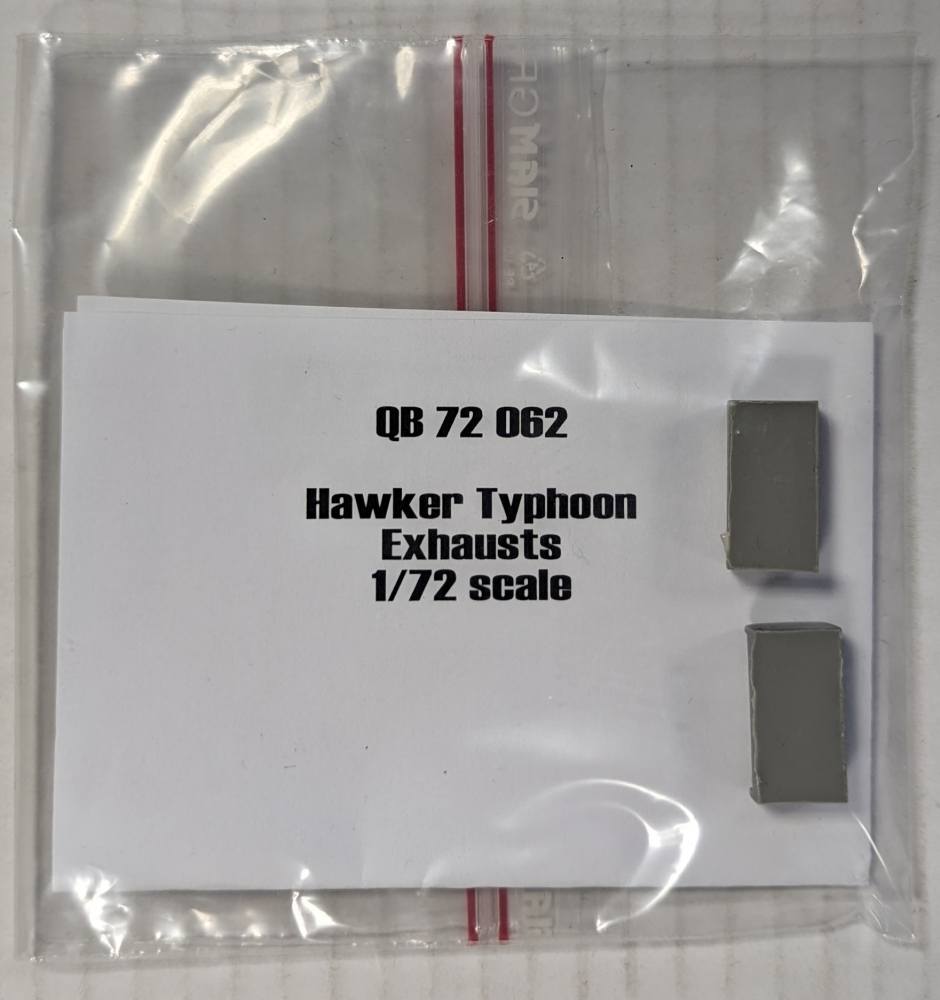 QB 72 062
Hawker Typhoon
Exhausts
1/72 scale